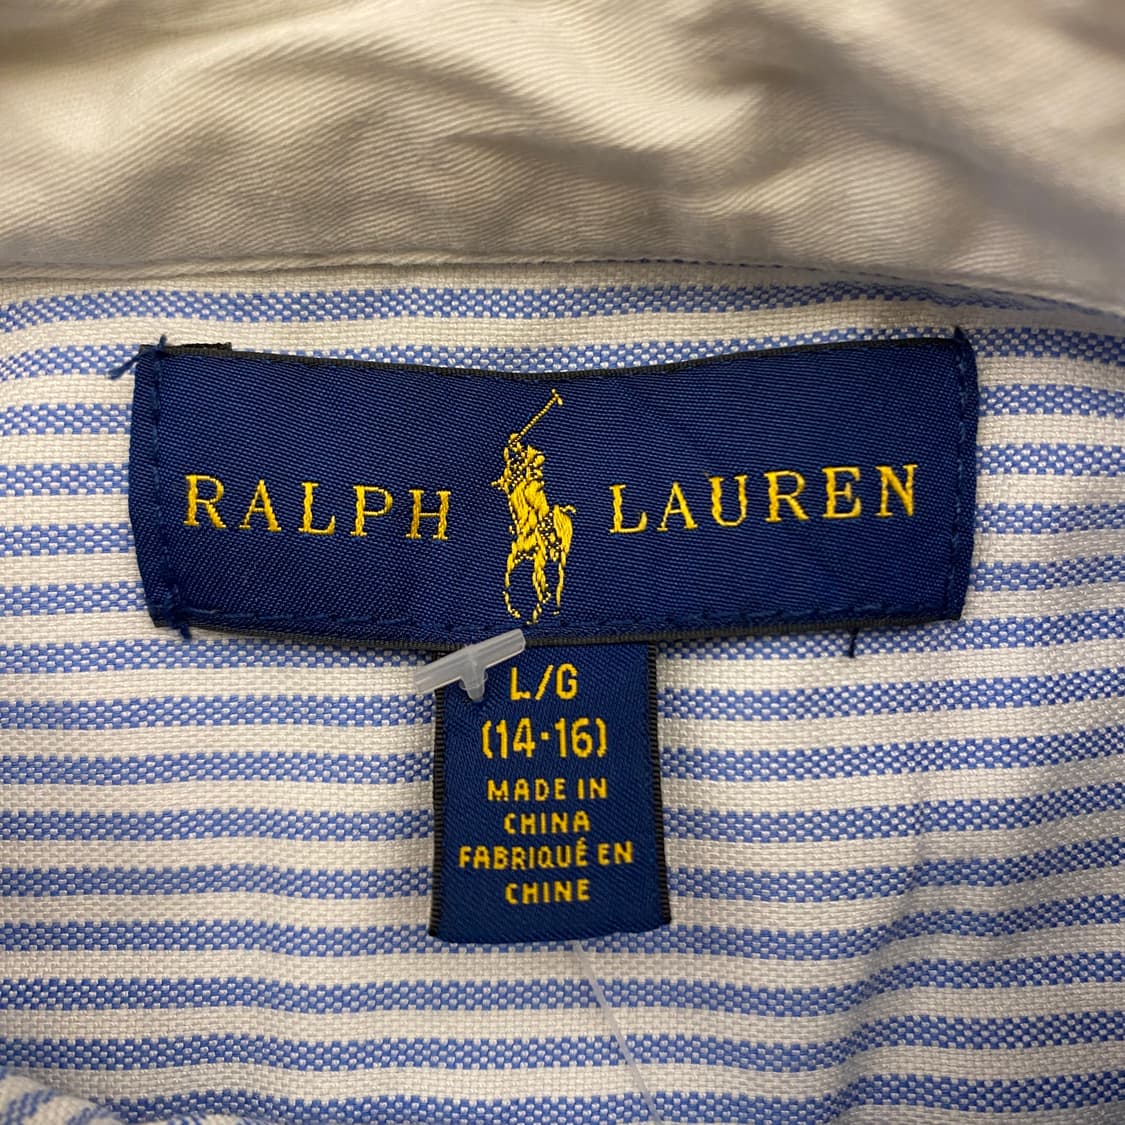 RALPH LAUREN
L/G
(14·16)
MADE IN
CHINA
FABRIQUÉ EN
CHINE